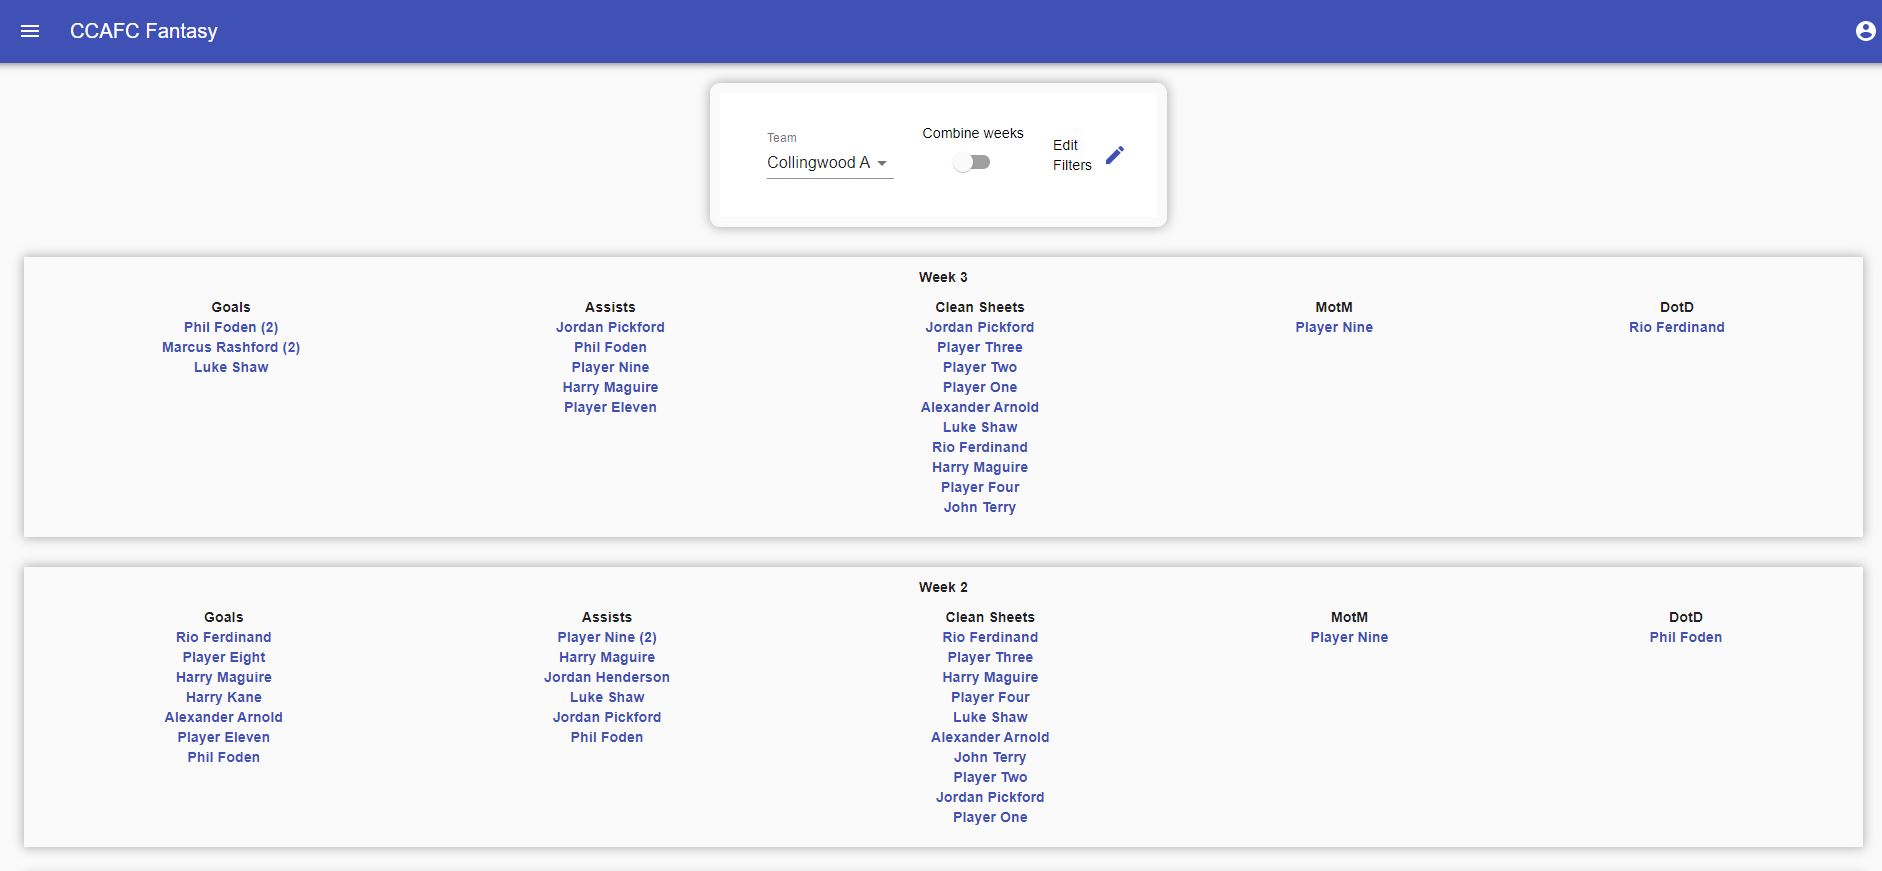 CCAFC Fantasy
Team
Collingwood A
Combine weeks
Edit
Filters
Week 3
Goals
Phil Foden (2)
Marcus Rashford (2)
Luke Shaw
Assists
Jordan Pickford
Phil Foden
Player Nine
Harry Maguire
Player Eleven
Clean Sheets
Jordan Pickford
Player Three
Player Two
Player One
Alexander Arnold
Luke Shaw
Rio Ferdinand
Harry Maguire
Player Four
John Terry
MotM
Player Nine
DotD
Rio Ferdinand
Week 2
Goals
Rio Ferdinand
Player Eight
Harry Maguire
Harry Kane
Alexander Arnold
Player Eleven
Phil Foden
Assists
Player Nine (2)
Harry Maguire
Jordan Henderson
Luke Shaw
Jordan Pickford
Phil Foden
Clean Sheets
Rio Ferdinand
Player Three
Harry Maguire
Player Four
Luke Shaw
Alexander Arnold
John Terry
Player Two
Jordan Pickford
Player One
MotM
Player Nine
DotD
Phil Foden